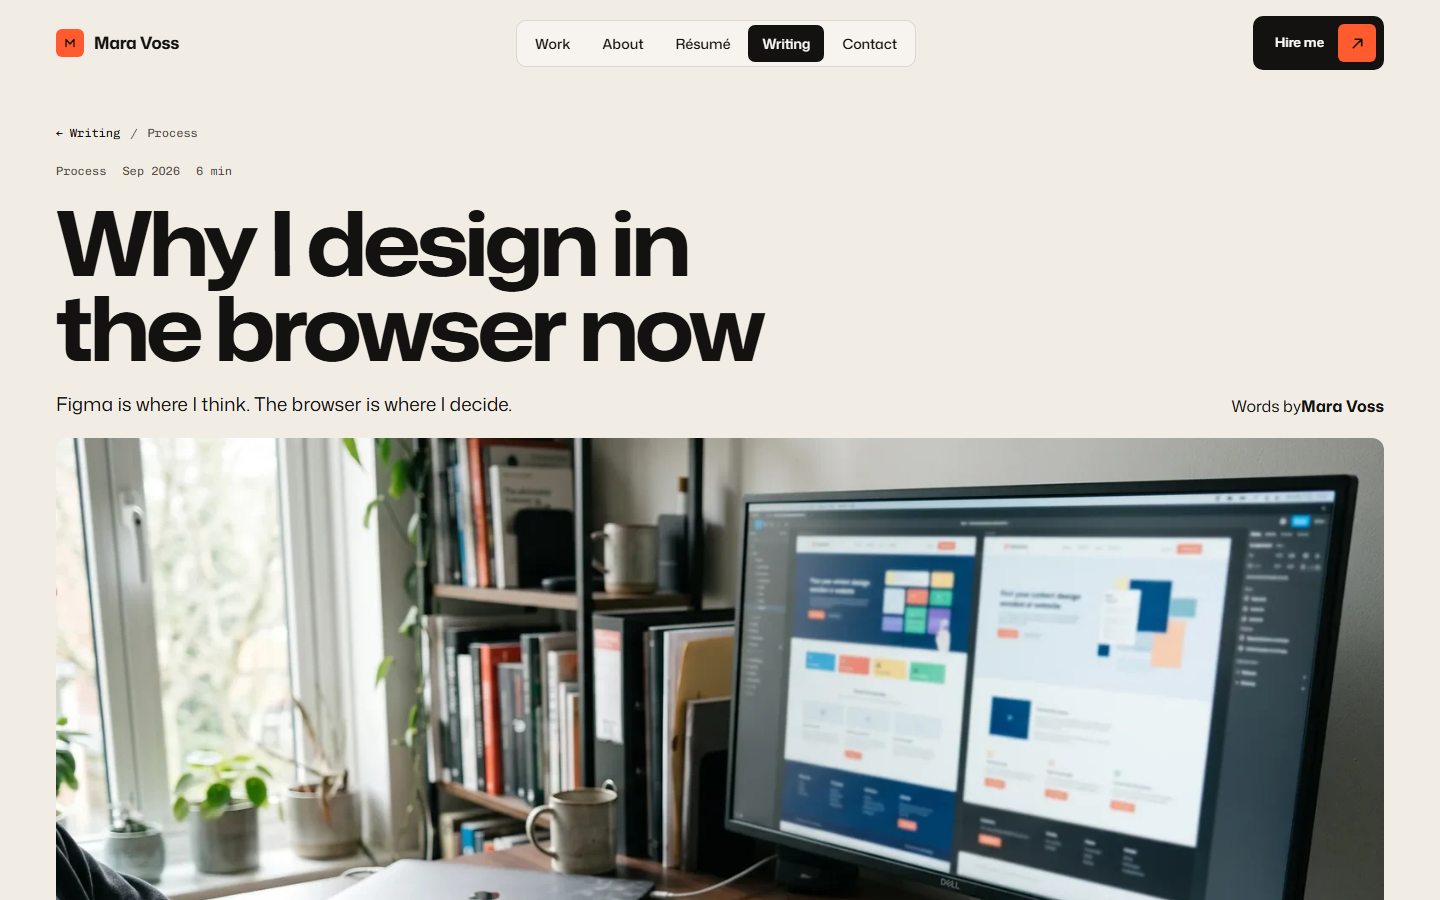 M
Mara Voss
Work
About
Résumé
Writing
Contact
Hire me
← Writing / Process
Process Sep 2026 6 min
Why I design in
the browser now
Figma is where I think. The browser is where I decide.
Words byMara Voss
DELL